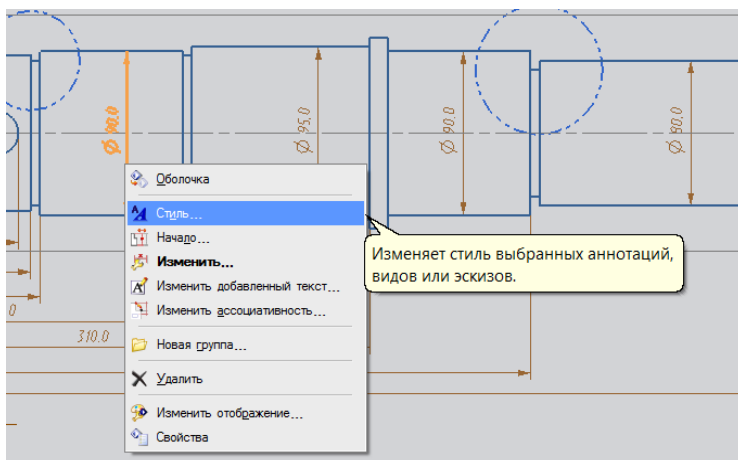 Ø 90.0
Ø 95.0
Ø 90.0
Ø 80.0
Оболочка
Стиль...
Начало...
Изменить...
Изменить добавленный текст...
Изменить ассоциативность...
Новая группа...
Удалить
Изменить отображение...
Свойства
Изменяет стиль выбранных аннотаций,
видов или эскизов.
0
310.0